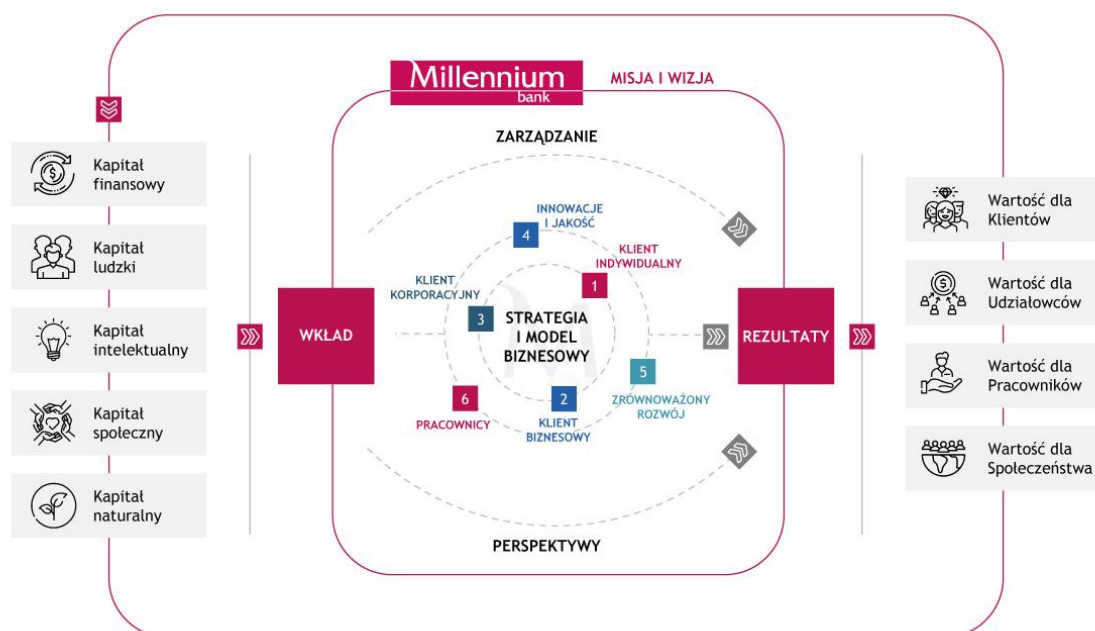 Millennium
bank
MISJA I WIZJA
ZARZĄDZANIE
Kapitał
finansowy
Kapitał
ludzki
Kapitał
intelektualny
Kapitał
społeczny
Kapitał
naturalny
WKŁAD
4
INNOWACJE
I JAKOŚĆ
KLIENT
INDYWIDUALNY
1
KLIENT
KORPORACYJNY
3
STRATEGIA
I MODEL
BIZNESOWY
5
ZRÓWNOWAŻONY
ROZWÓJ
6
PRACOWNICY
2
KLIENT
BIZNESOWY
PERSPEKTYWY
REZULTATY
Wartość dla
Klientów
Wartość dla
Udziałowców
Wartość dla
Pracowników
Wartość dla
Społeczeństwa